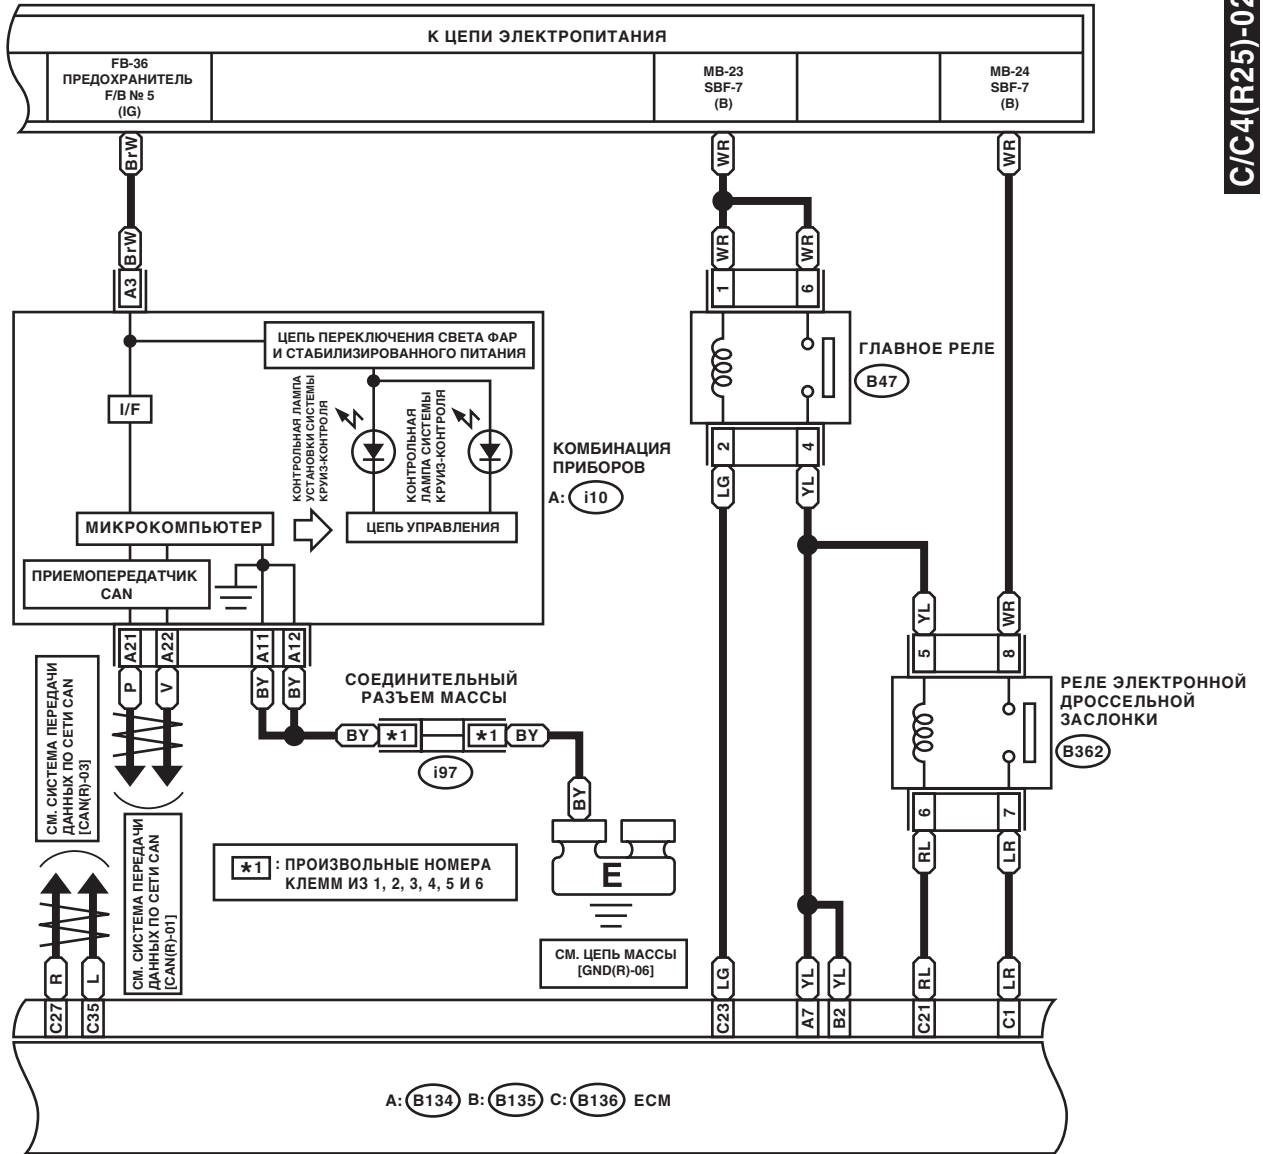 C/C4(R25)-02
К ЦЕПИ ЭЛЕКТРОПИТАНИЯ
FB-36
ПРЕДОХРАНИТЕЛЬ
F/B № 5
(IG)
MB-23
SBF-7
(B)
MB-24
SBF-7
(B)
BrW
WR
WR
BrW
WR
WR
A3
1
6
ЦЕПЬ ПЕРЕКЛЮЧЕНИЯ СВЕТА ФАР
И СТАБИЛИЗИРОВАННОГО ПИТАНИЯ
ГЛАВНОЕ РЕЛЕ
B47
I/F
КОНТРОЛЬНАЯ ЛАМПА
УСТАНОВКИ СИСТЕМЫ
КРУИЗ-КОНТРОЛЯ
КОНТРОЛЬНАЯ
ЛАМПА СИСТЕМЫ
КРУИЗ-КОНТРОЛЯ
2
4
КОМБИНАЦИЯ
ПРИБОРОВ
A: i10
LG
YL
МИКРОКОМПЬЮТЕР
ЦЕПЬ УПРАВЛЕНИЯ
ПРИЕМОПЕРЕДАТЧИК
CAN
YL
WR
A21
A22
A11
A12
5
8
P
V
BY
BY
СОЕДИНИТЕЛЬНЫЙ
РАЗЪЕМ МАССЫ
BY
*1
*1
BY
i97
РЕЛЕ ЭЛЕКТРОННОЙ
ДРОССЕЛЬНОЙ
ЗАСЛОНКИ
B362
СМ. СИСТЕМА ПЕРЕДАЧИ
ДАННЫХ ПО СЕТИ CAN
[CAN(R)-03]
СМ. СИСТЕМА ПЕРЕДАЧИ
ДАННЫХ ПО СЕТИ CAN
[CAN(R)-01]
BY
6
7
RL
LR
*1 : ПРОИЗВОЛЬНЫЕ НОМЕРА
КЛЕММ ИЗ 1, 2, 3, 4, 5 И 6
E
СМ. ЦЕПЬ МАССЫ
[GND(R)-06]
R
L
LG
YL
YL
RL
LR
C27
C35
C23
A7
B2
C21
C1
A: B134 B: B135 C: B136 ECM